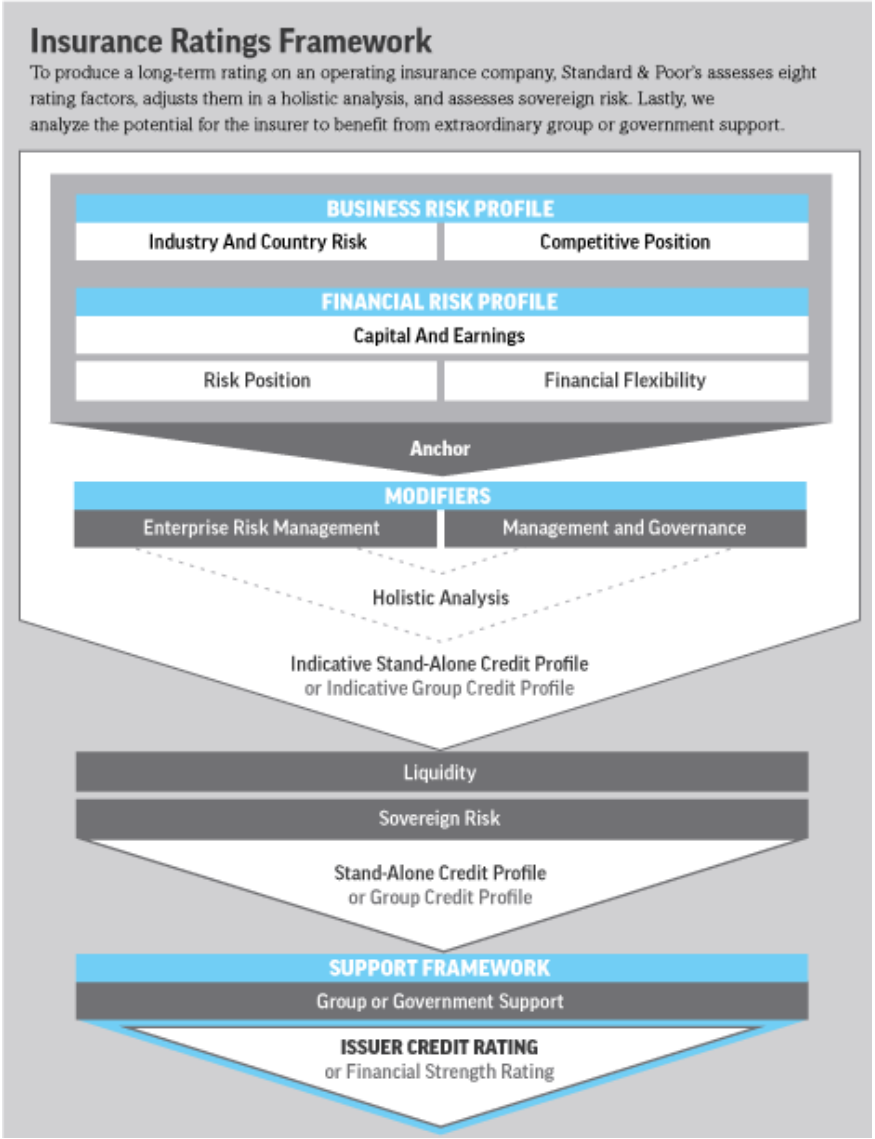 Insurance Ratings Framework
To produce a long-term rating on an operating insurance company, Standard & Poor's assesses eight
rating factors, adjusts them in a holistic analysis, and assesses sovereign risk. Lastly, we
analyze the potential for the insurer to benefit from extraordinary group or government support.
BUSINESS RISK PROFILE
Industry And Country Risk
Competitive Position
FINANCIAL RISK PROFILE
Capital And Earnings
Risk Position
Financial Flexibility
Anchor
MODIFIERS
Enterprise Risk Management
Management and Governance
Holistic Analysis
Indicative Stand-Alone Credit Profile
or Indicative Group Credit Profile
Liquidity
Sovereign Risk
Stand-Alone Credit Profile
or Group Credit Profile
SUPPORT FRAMEWORK
Group or Government Support
ISSUER CREDIT RATING
or Financial Strength Rating